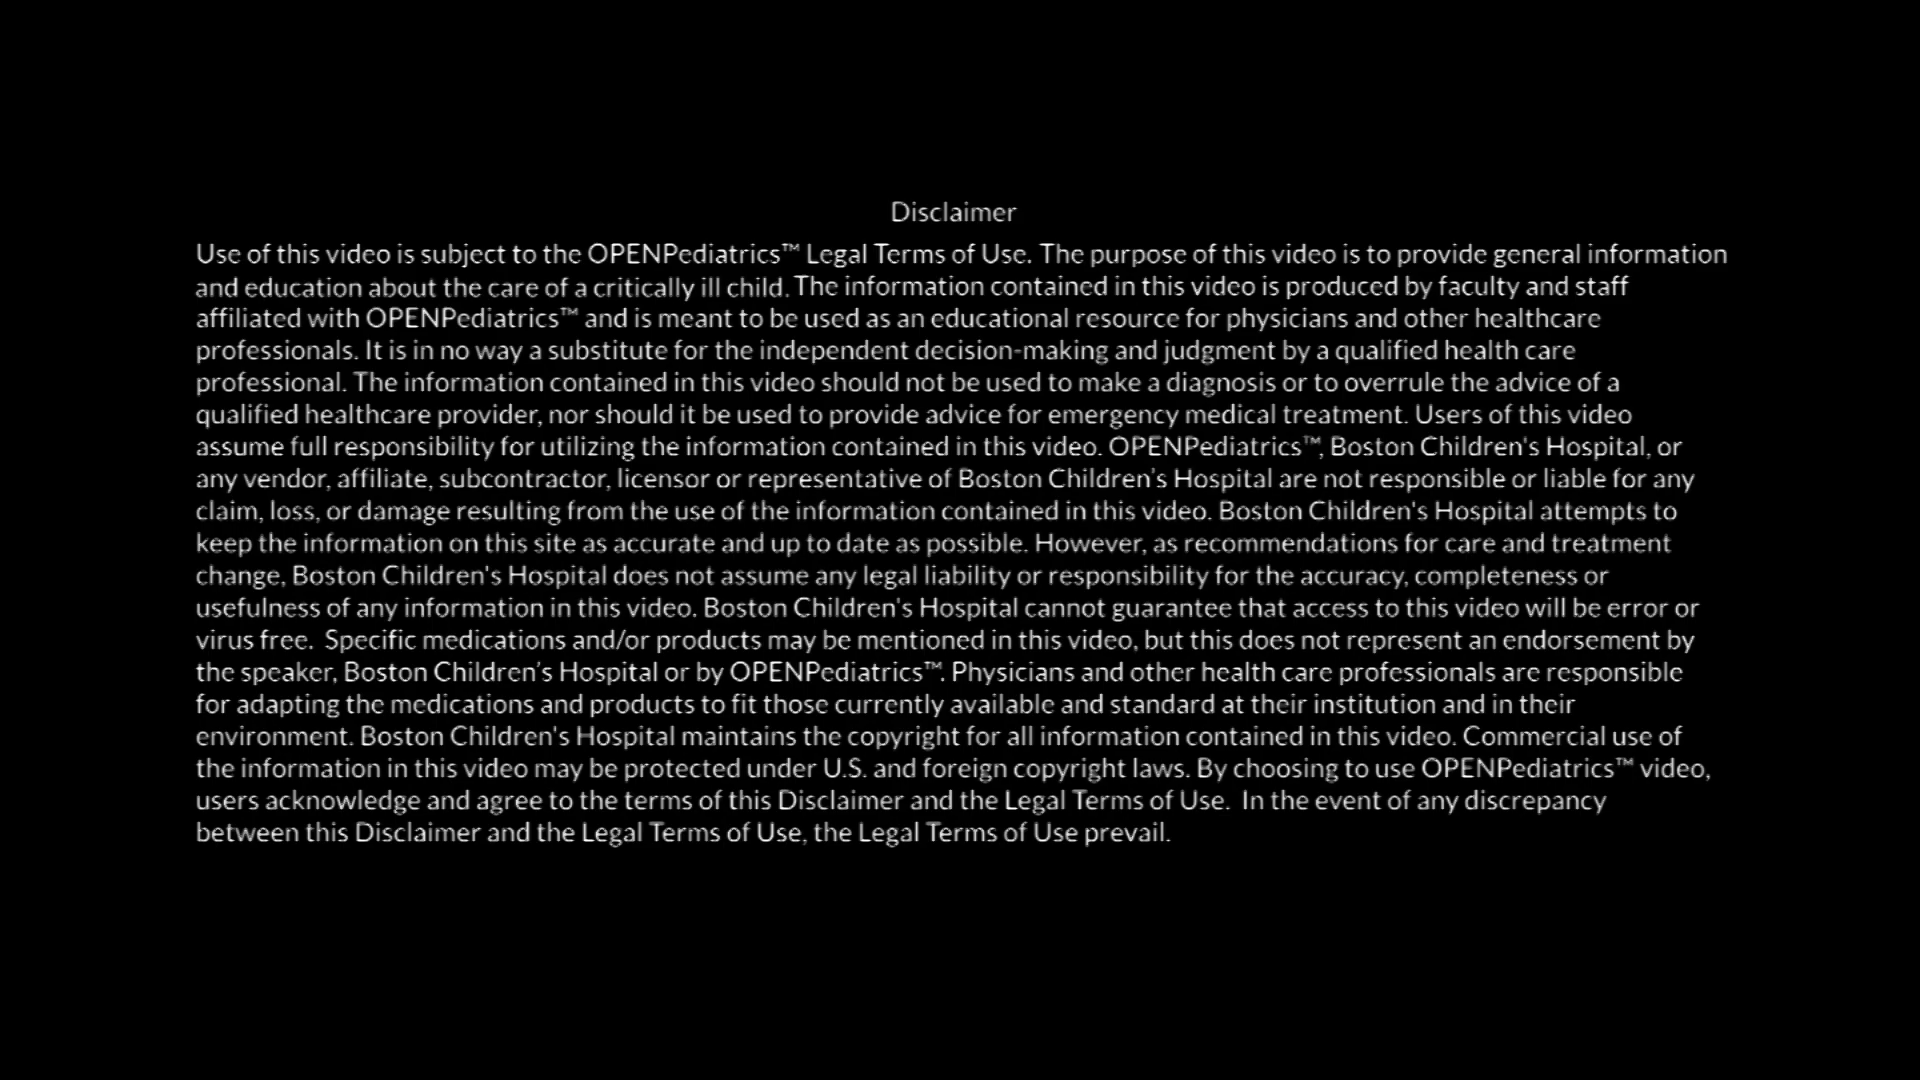 Disclaimer
Use of this video is subject to the OPENPediatrics™ Legal Terms of Use. The purpose of this video is to provide general information
and education about the care of a critically ill child. The information contained in this video is produced by faculty and staff
affiliated with OPENPediatrics™ and is meant to be used as an educational resource for physicians and other healthcare
professionals. It is in no way a substitute for the independent decision-making and judgment by a qualified health care
professional. The information contained in this video should not be used to make a diagnosis or to overrule the advice of a
qualified healthcare provider, nor should it be used to provide advice for emergency medical treatment. Users of this video
assume full responsibility for utilizing the information contained in this video. OPENPediatrics™, Boston Children's Hospital, or
any vendor, affiliate, subcontractor, licensor or representative of Boston Children's Hospital are not responsible or liable for any
claim, loss, or damage resulting from the use of the information contained in this video. Boston Children's Hospital attempts to
keep the information on this site as accurate and up to date as possible. However, as recommendations for care and treatment
change, Boston Children's Hospital does not assume any legal liability or responsibility for the accuracy, completeness or
usefulness of any information in this video. Boston Children's Hospital cannot guarantee that access to this video will be error or
virus free.  Specific medications and/or products may be mentioned in this video, but this does not represent an endorsement by
the speaker, Boston Children's Hospital or by OPENPediatrics™. Physicians and other health care professionals are responsible
for adapting the medications and products to fit those currently available and standard at their institution and in their
environment. Boston Children's Hospital maintains the copyright for all information contained in this video. Commercial use of
the information in this video may be protected under U.S. and foreign copyright laws. By choosing to use OPENPediatrics™ video,
users acknowledge and agree to the terms of this Disclaimer and the Legal Terms of Use.  In the event of any discrepancy
between this Disclaimer and the Legal Terms of Use, the Legal Terms of Use prevail.